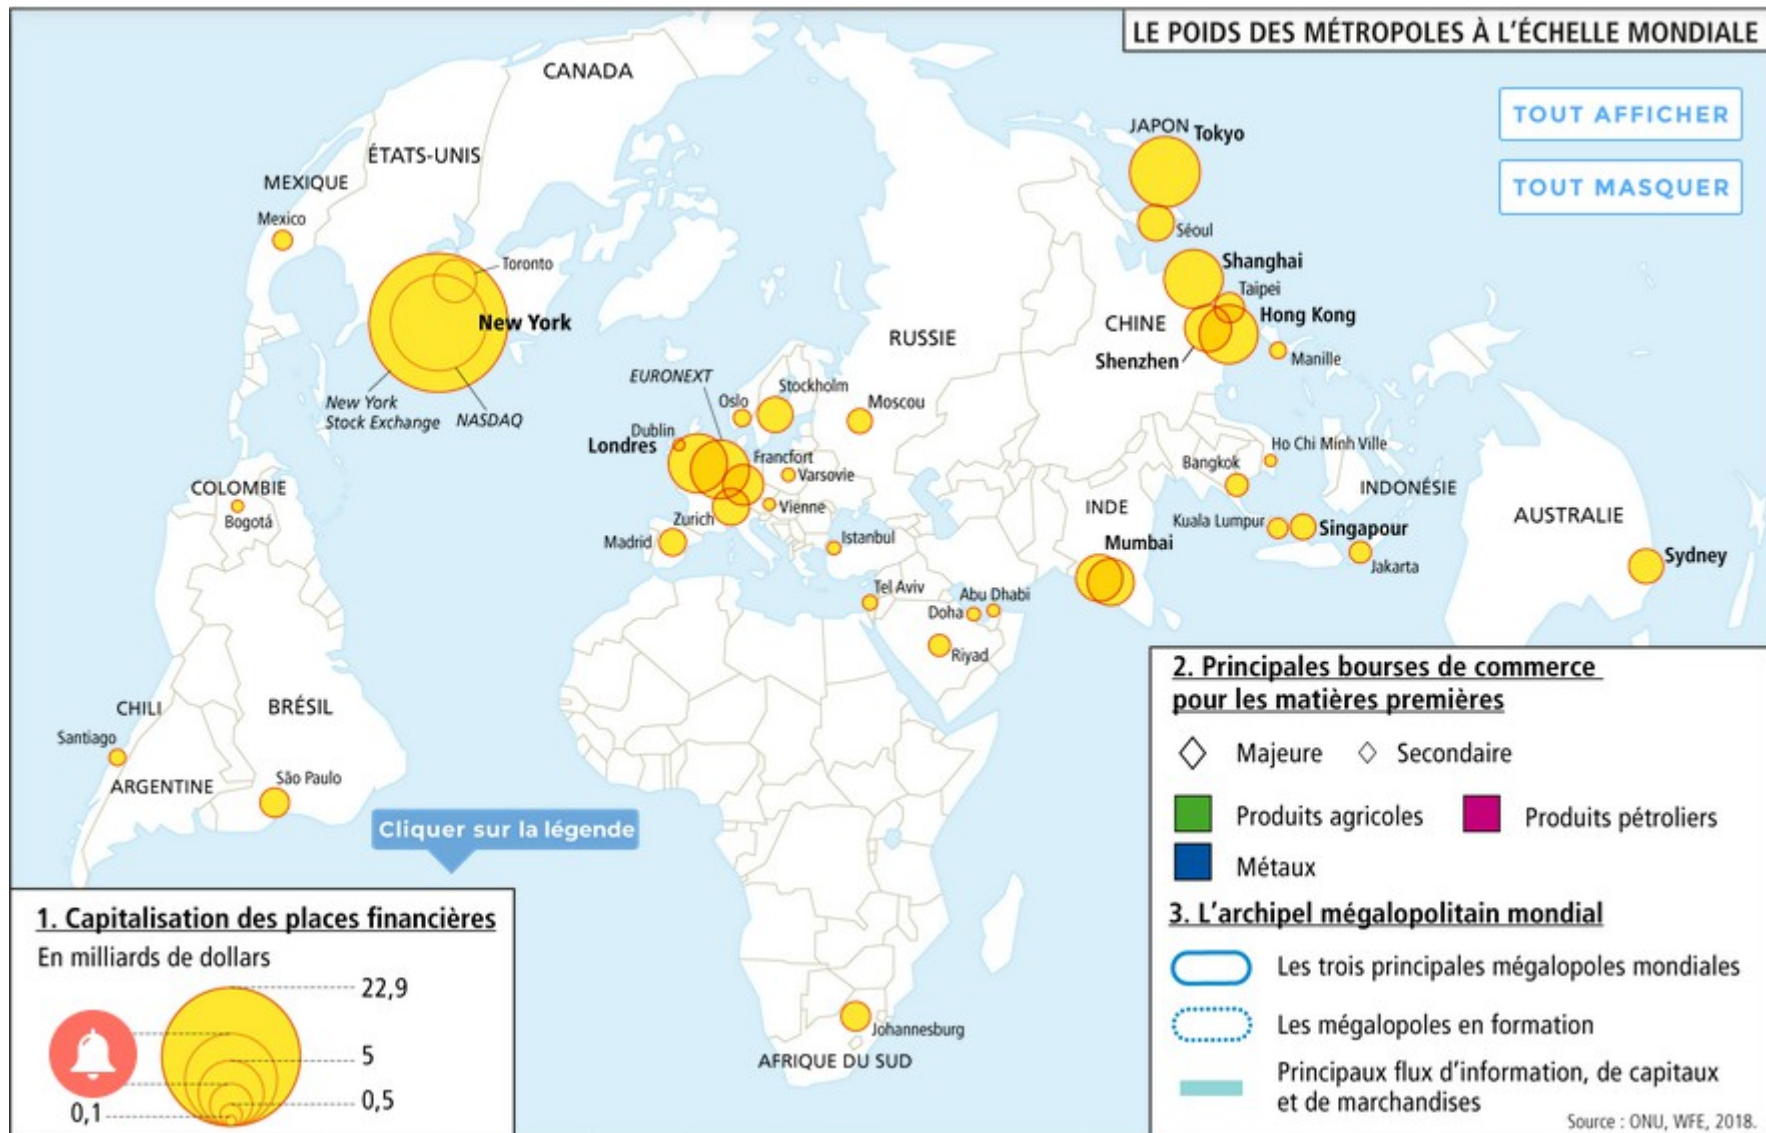 LE POIDS DES MÉTROPOLES À L'ÉCHELLE MONDIALE
TOUT AFFICHER
TOUT MASQUER
CANADA
ÉTATS-UNIS
MEXIQUE
Mexico
Toronto
New York
New York
Stock Exchange
NASDAQ
COLOMBIE
Bogotá
CHILI
BRÉSIL
Santiago
ARGENTINE
São Paulo
RUSSIE
EURONEXT
Oslo
Stockholm
Moscou
Dublin
Londres
Francfort
Varsovie
Vienne
Zurich
Madrid
Istanbul
Tel Aviv
Abu Dhabi
Doha
Riyad
Johannesburg
AFRIQUE DU SUD
JAPON
Tokyo
Séoul
Shanghai
Taipei
CHINE
Hong Kong
Shenzhen
Manille
Ho Chi Minh Ville
Bangkok
INDONÉSIE
INDE
Kuala Lumpur
Singapour
Mumbai
Jakarta
AUSTRALIE
Sydney
Cliquer sur la légende
1. Capitalisation des places financières
En milliards de dollars
22,9
5
0,5
0,1
2. Principales bourses de commerce
pour les matières premières
Majeure Secondaire
Produits agricoles Produits pétroliers
Métaux
3. L'archipel mégalopolitain mondial
Les trois principales mégalopoles mondiales
Les mégalopoles en formation
Principaux flux d'information, de capitaux
et de marchandises
Source : ONU, WFE, 2018.